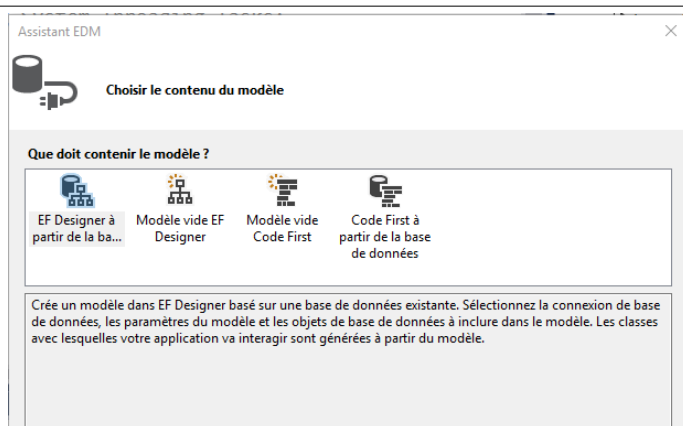 Assistant EDM
Choisir le contenu du modèle
Que doit contenir le modèle ?
EF Designer à
partir de la ba...
Modèle vide EF
Designer
Modèle vide
Code First
Code First à
partir de la base
de données
Crée un modèle dans EF Designer basé sur une base de données existante. Sélectionnez la connexion de base
de données, les paramètres du modèle et les objets de base de données à inclure dans le modèle. Les classes
avec lesquelles votre application va interagir sont générées à partir du modèle.